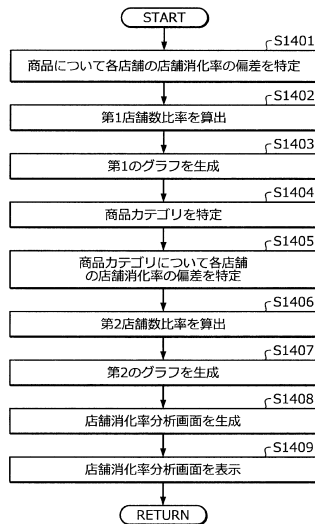 START
S1401
商品について各店舗の店舗消化率の偏差を特定
S1402
第1店舗数比率を算出
S1403
第1のグラフを生成
S1404
商品カテゴリを特定
S1405
商品カテゴリについて各店舗
の店舗消化率の偏差を特定
S1406
第2店舗数比率を算出
S1407
第2のグラフを生成
S1408
店舗消化率分析画面を生成
S1409
店舗消化率分析画面を表示
RETURN